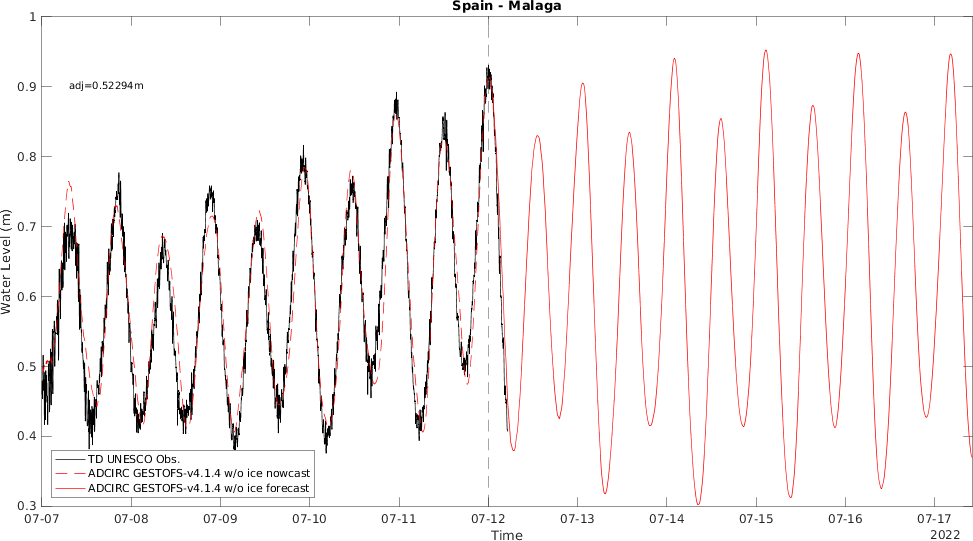 Spain - Malaga
1
0.9
0.8
0.7
0.6
0.5
0.4
0.3
Water Level (m)
adj=0.52294m
TD UNESCO Obs.
ADCIRC GESTOFS-v4.1.4 w/o ice nowcast
ADCIRC GESTOFS-v4.1.4 w/o ice forecast
07-07 07-08 07-09 07-10 07-11 07-12 07-13 07-14 07-15 07-16 07-17
Time
2022